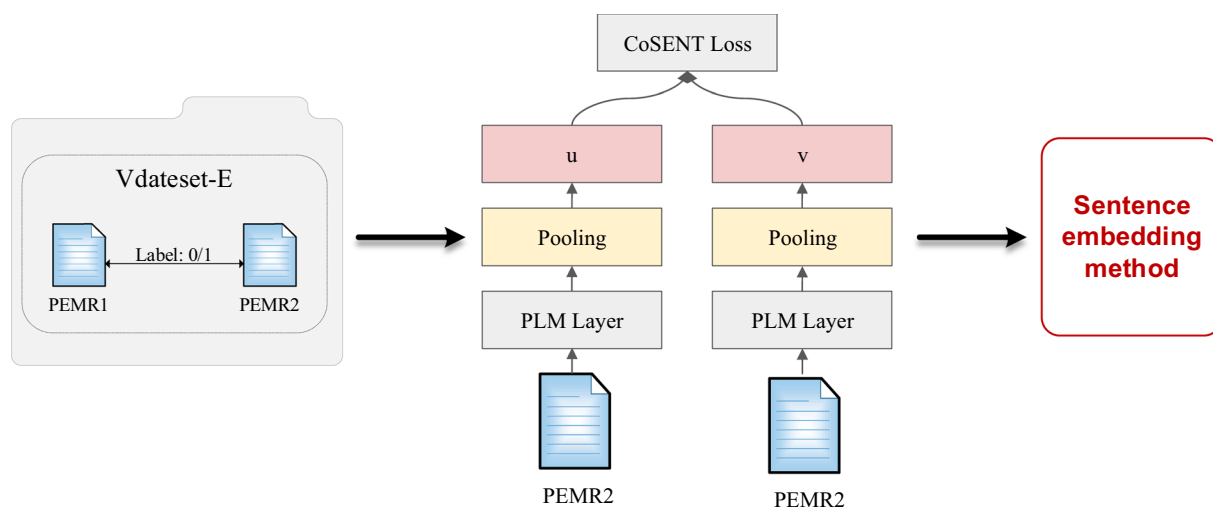 CoSENT Loss
Vdateset-E
Label: 0/1
PEMR1
PEMR2
u
v
Pooling
Pooling
PLM Layer
PLM Layer
PEMR2
PEMR2
Sentence
embedding
method